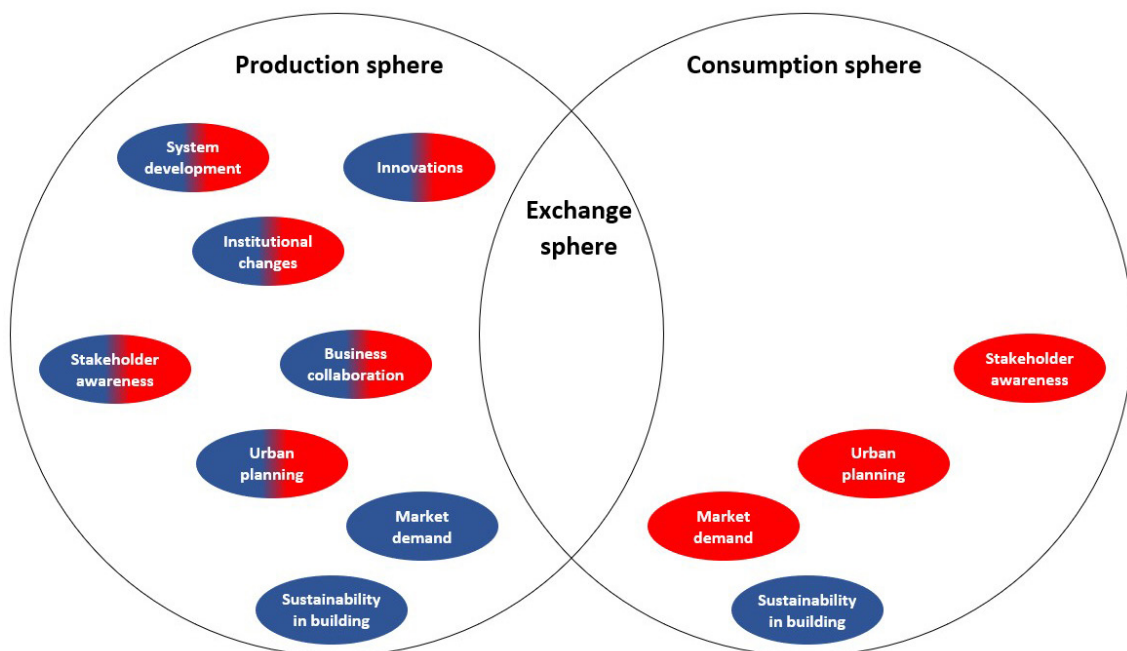 Production sphere
Consumption sphere
System
development
Innovations
Exchange
sphere
Institutional
changes
Stakeholder
awareness
Business
collaboration
Stakeholder
awareness
Urban
planning
Urban
planning
Market
demand
Market
demand
Sustainability
in building
Sustainability
in building